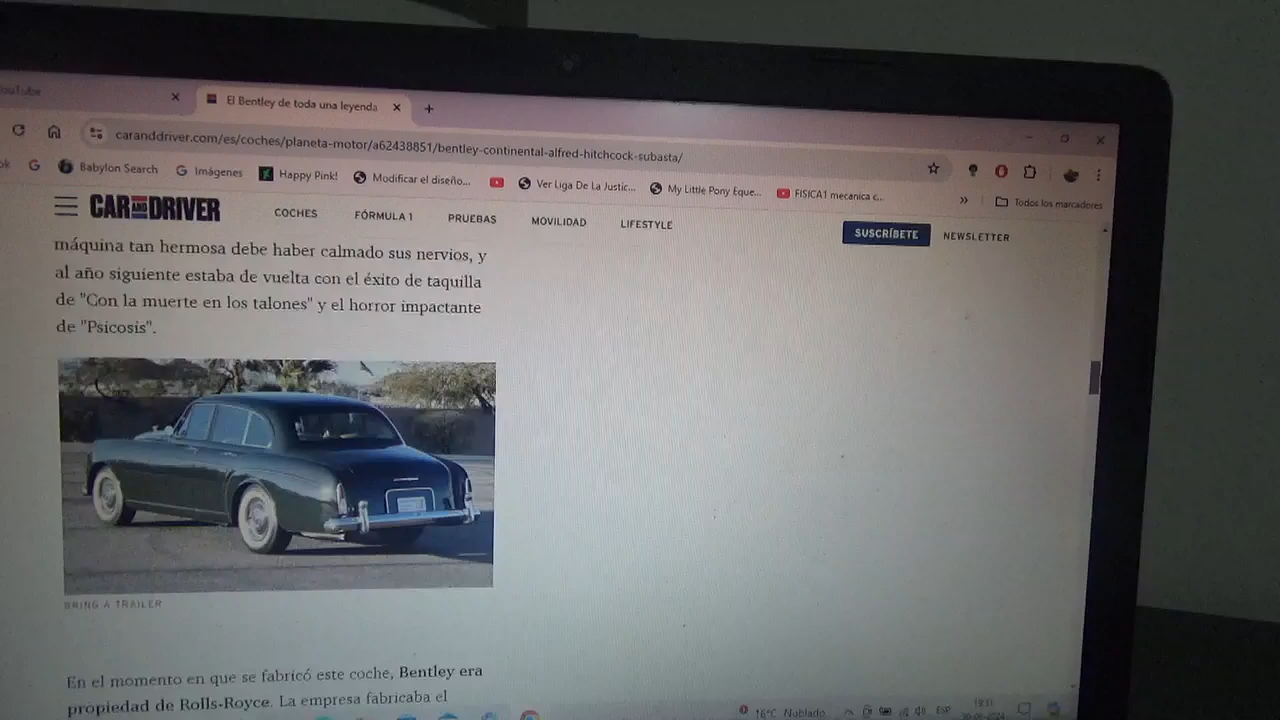 ouTube
El Bentley de toda una leyenda
caranddriver.com/es/coches/planeta-motor/a62438851/bentley-continental-alfred-hitchcock-subasta/
ok
Babylon Search
Imágenes
Happy Pink!
Modificar el diseño...
Ver Liga De La Justic...
My Little Pony Eque...
FISICA1 mecanica c...
Todos los marcadores
CAR AND DRIVER
COCHES
FÓRMULA 1
PRUEBAS
MOVILIDAD
LIFESTYLE
SUSCRÍBETE
NEWSLETTER
máquina tan hermosa debe haber calmado sus nervios, y
al año siguiente estaba de vuelta con el éxito de taquilla
de "Con la muerte en los talones" y el horror impactante
de "Psicosis".
BRING A TRAILER
En el momento en que se fabricó este coche, Bentley era
propiedad de Rolls-Royce. La empresa fabricaba el
16°C Nublado
ESP